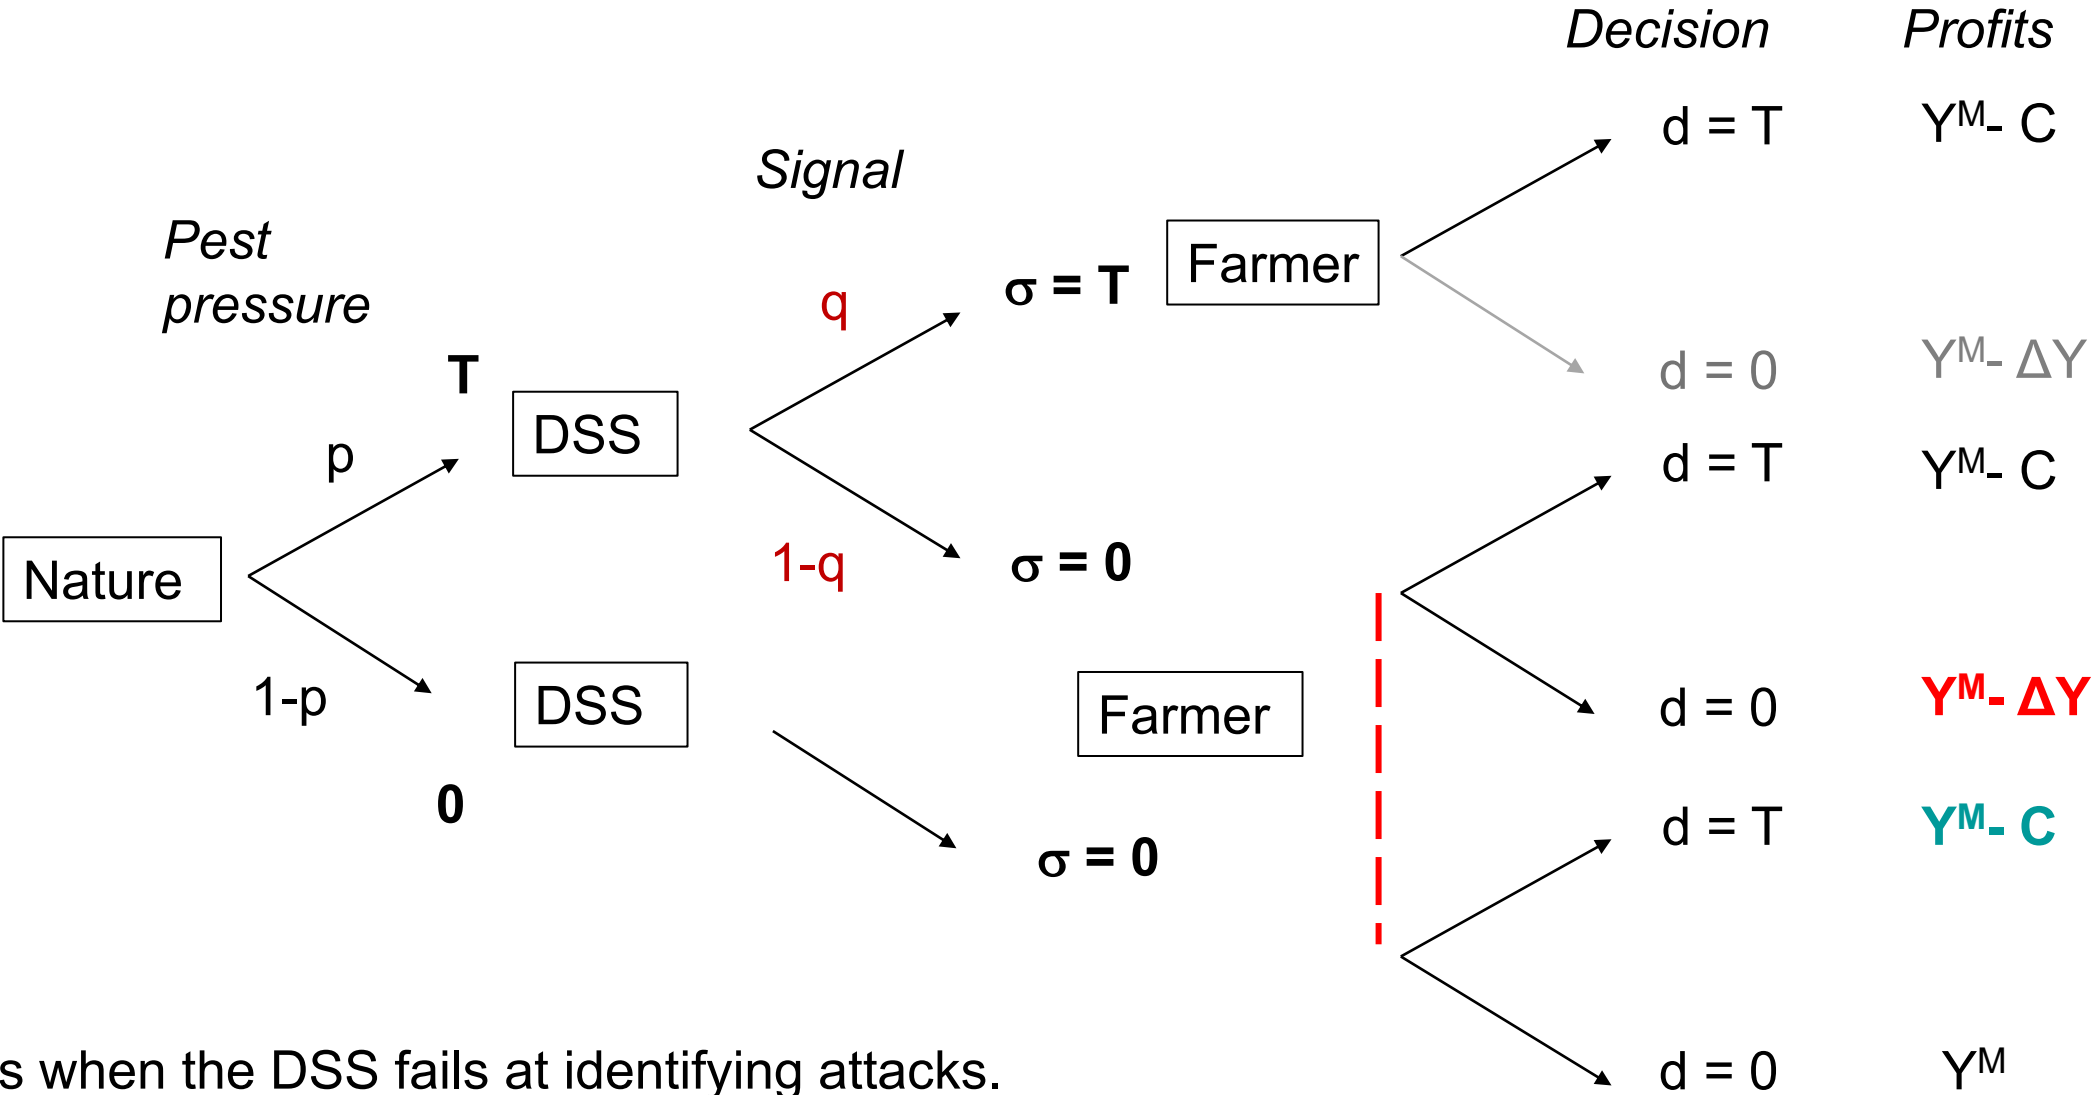 Decision Profits
d = T Yᴹ- C
Signal
Pest
pressure
σ = T Farmer
q
T
d = 0 Yᴹ- ΔY
DSS
p
d = T Yᴹ- C
Nature
1-q
σ = 0
1-p
DSS
Farmer
d = 0 Yᴹ- ΔY
0
d = T Yᴹ- C
σ = 0
s when the DSS fails at identifying attacks.
d = 0 Yᴹ